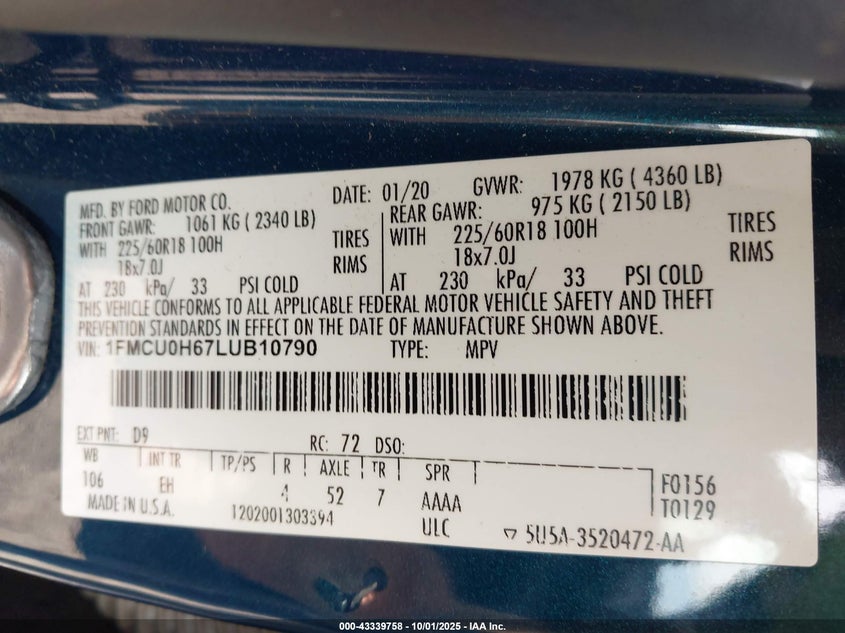 MFD. BY FORD MOTOR CO. DATE: 01/20 GVWR: 1978 KG ( 4360 LB)
FRONT GAWR: 1061 KG ( 2340 LB) REAR GAWR: 975 KG ( 2150 LB)
WITH 225/60R18 100H TIRES WITH 225/60R18 100H TIRES
18x7.0J RIMS 18x7.0J RIMS
AT 230 kPa/ 33 PSI COLD AT 230 kPa/ 33 PSI COLD
THIS VEHICLE CONFORMS TO ALL APPLICABLE FEDERAL MOTOR VEHICLE SAFETY AND THEFT
PREVENTION STANDARDS IN EFFECT ON THE DATE OF MANUFACTURE SHOWN ABOVE.
VIN: 1FMCU0H67LUB10790 TYPE: MPV
EXT PNT: D9 RC: 72 DSO:
WB INT TR TP/PS R AXLE TR SPR
106 EH 4 52 7 AAAA F0156
MADE IN U.S.A. 1202001303394 ULC T0129
5U5A-3520472-AA
000-43339758 - 10/01/2025 - IAA Inc.